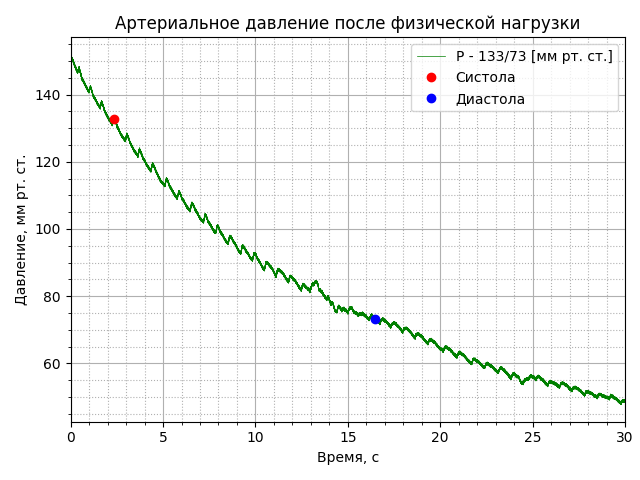 Артериальное давление после физической нагрузки
P - 133/73 [мм рт. ст.]
Систола
Диастола
Давление, мм рт. ст.
140
120
100
80
60
0 5 10 15 20 25 30
Время, с